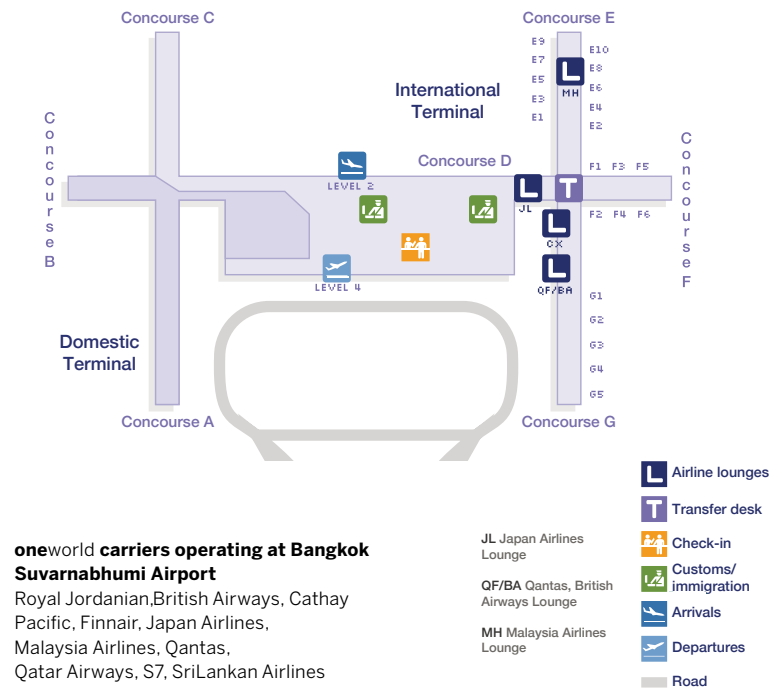 Concourse C
Concourse E
E9
E10
E7
E8
E5
E6
E3
E4
E1
E2
L
MH
International
Terminal
Concourse B
Concourse D
Concourse F
F1 F3 F5
LEVEL 2
L
JL
T
F2 F4 F6
L
CX
L
QF/BA
LEVEL 4
G1
G2
G3
G4
G5
Domestic
Terminal
Concourse A
Concourse G
L Airline lounges
T Transfer desk
Check-in
Customs/
immigration
Arrivals
Departures
Road
JL Japan Airlines
Lounge
QF/BA Qantas, British
Airways Lounge
MH Malaysia Airlines
Lounge
oneworld carriers operating at Bangkok
Suvarnabhumi Airport
Royal Jordanian,British Airways, Cathay
Pacific, Finnair, Japan Airlines,
Malaysia Airlines, Qantas,
Qatar Airways, S7, SriLankan Airlines